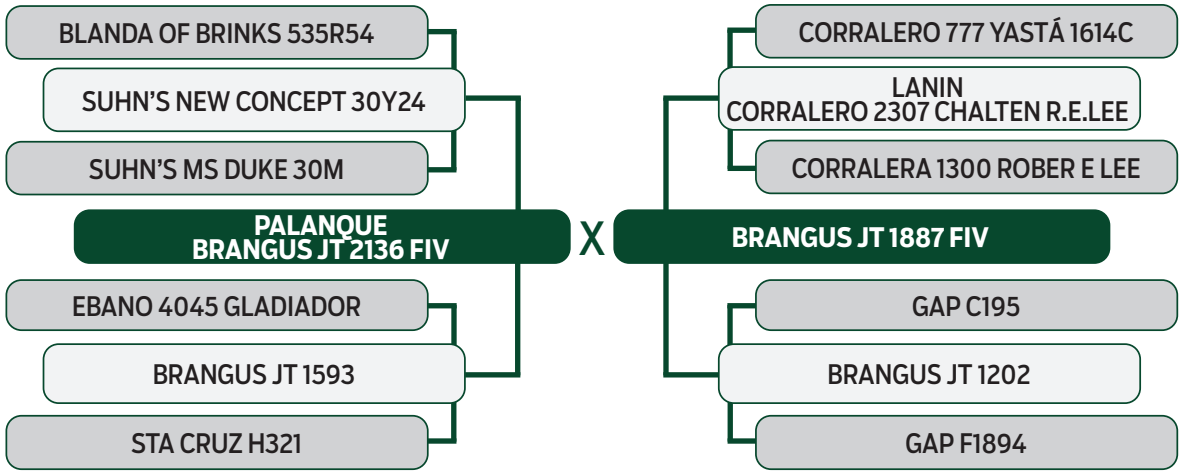 BLANDA OF BRINKS 535R54
SUHN'S NEW CONCEPT 30Y24
SUHN'S MS DUKE 30M
PALANQUE
BRANGUS JT 2136 FIV
EBANO 4045 GLADIADOR
BRANGUS JT 1593
STA CRUZ H321
X
CORRALERO 777 YASTÁ 1614C
LANIN
CORRALERO 2307 CHALTEN R.E.LEE
CORRALERA 1300 ROBER E LEE
BRANGUS JT 1887 FIV
GAP C195
BRANGUS JT 1202
GAP F1894